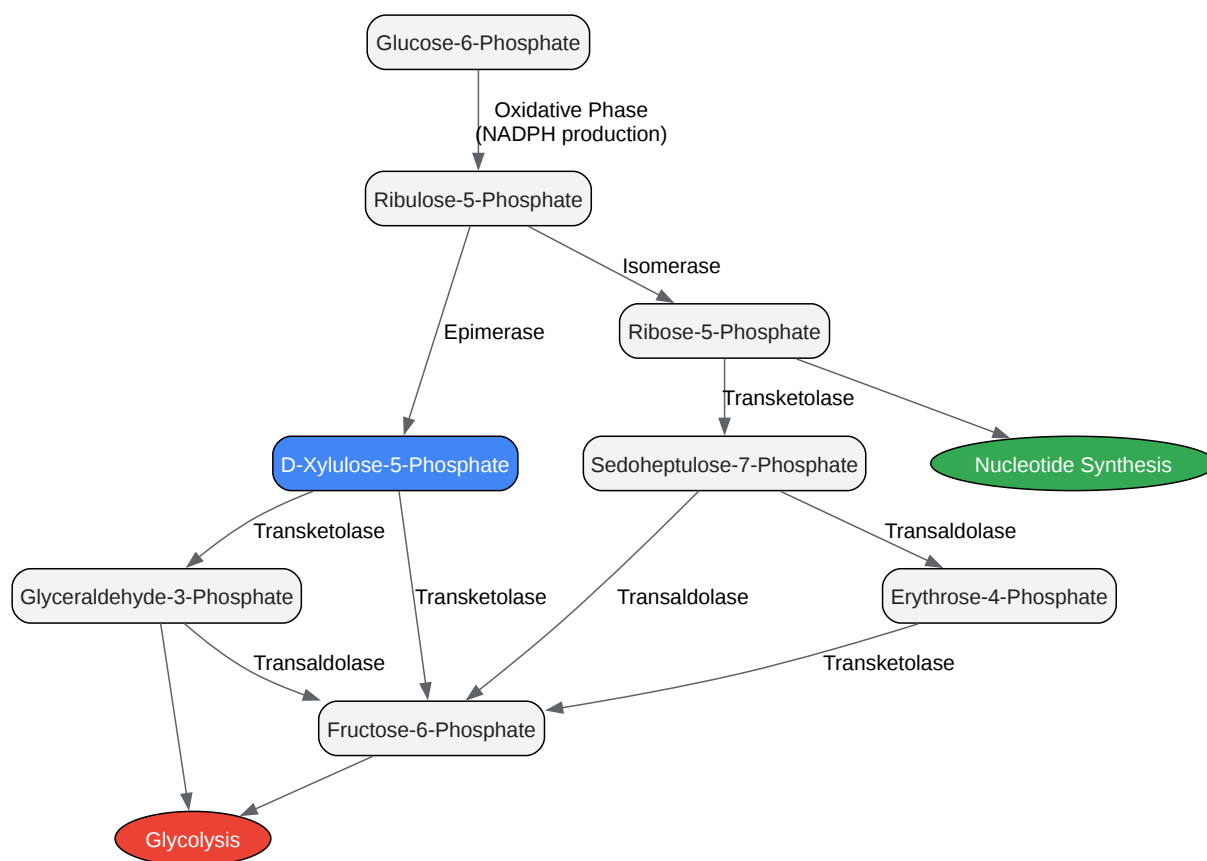 Glucose-6-Phosphate
Oxidative Phase
(NADPH production)
Ribulose-5-Phosphate
Isomerase
Epimerase
Ribose-5-Phosphate
Transketolase
D-Xylulose-5-Phosphate
Sedoheptulose-7-Phosphate
Nucleotide Synthesis
Transketolase
Transaldolase
Glyceraldehyde-3-Phosphate
Transketolase
Transaldolase
Erythrose-4-Phosphate
Transaldolase
Transketolase
Fructose-6-Phosphate
Glycolysis